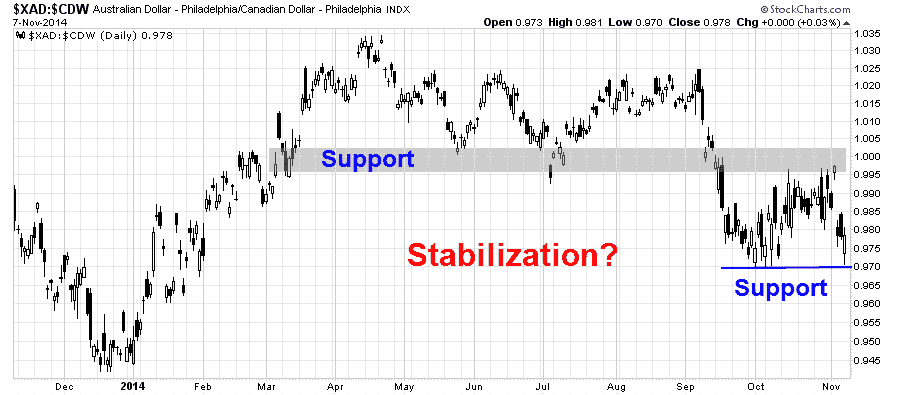 $XAD:$CDW Australian Dollar - Philadelphia/Canadian Dollar - Philadelphia INDX
© StockCharts.com
7-Nov-2014
Open 0.973 High 0.981 Low 0.970 Close 0.978 Chg +0.000 (+0.03%)
$XAD:$CDW (Daily) 0.978
1.035
1.030
1.025
1.020
1.015
1.010
1.005
1.000
0.995
0.990
0.985
0.980
0.975
0.970
0.965
0.960
0.955
0.950
0.945
Support
Stabilization?
Support
Dec 2014 Feb Mar Apr May Jun Jul Aug Sep Oct Nov